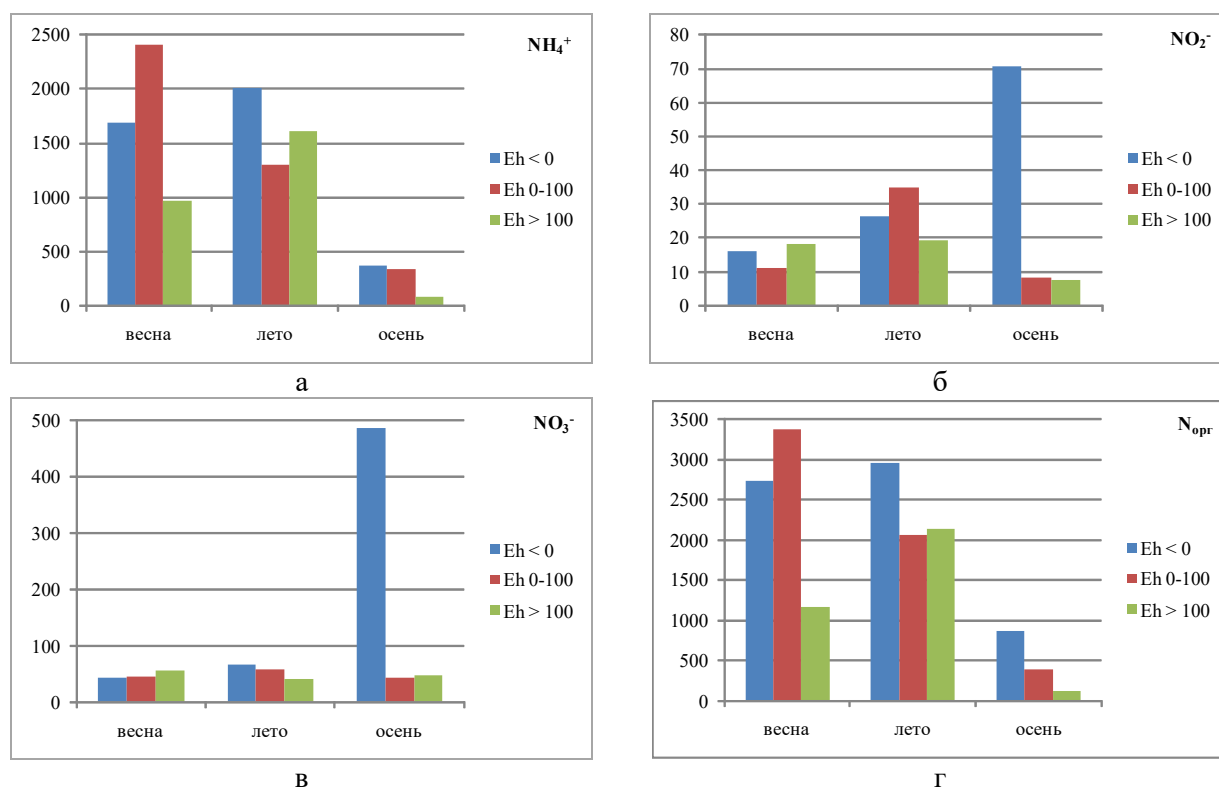 NH₄⁺
2500
2000
1500
1000
500
0
весна лето осень
Eh < 0
Eh 0-100
Eh > 100
а
NO₂⁻
80
70
60
50
40
30
20
10
0
весна лето осень
Eh < 0
Eh 0-100
Eh > 100
б
NO₃⁻
500
400
300
200
100
0
весна лето осень
Eh < 0
Eh 0-100
Eh > 100
в
Nорг
3500
3000
2500
2000
1500
1000
500
0
весна лето осень
Eh < 0
Eh 0-100
Eh > 100
г